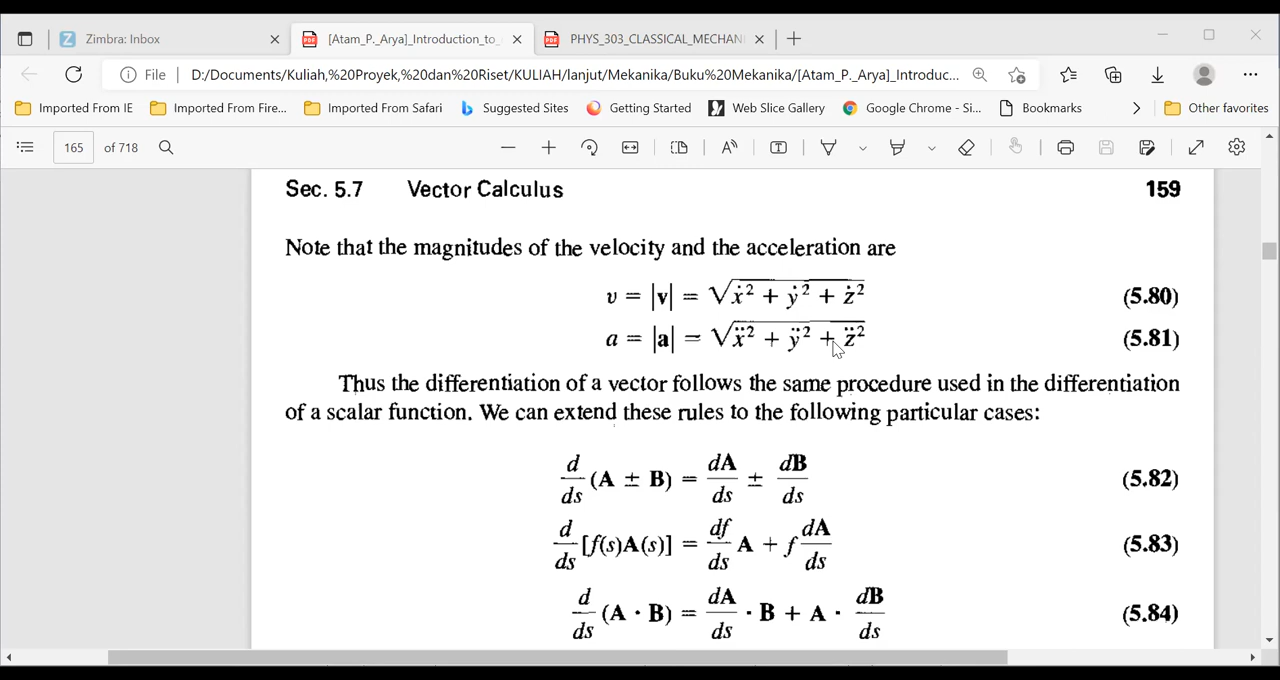 Zimbra: Inbox
[Atam_P._Arya]_Introduction_to_
PHYS_303_CLASSICAL_MECHANI
File D:/Documents/Kuliah,%20Proyek,%20dan%20Riset/KULIAH/lanjut/Mekanika/Buku%20Mekanika/[Atam_P._Arya]_Introduc...
Imported From IE Imported From Fire... Imported From Safari Suggested Sites Getting Started Web Slice Gallery Google Chrome - Si... Bookmarks Other favorites
165 of 718
Sec. 5.7 Vector Calculus 159
Note that the magnitudes of the velocity and the acceleration are
v = |v| = √(ẋ² + ẏ² + ż²) (5.80)
a = |a| = √(ẍ² + ÿ² + z̈²) (5.81)
Thus the differentiation of a vector follows the same procedure used in the differentiation
of a scalar function. We can extend these rules to the following particular cases:
d/ds (A ± B) = dA/ds ± dB/ds (5.82)
d/ds [f(s)A(s)] = df/ds A + f dA/ds (5.83)
d/ds (A · B) = dA/ds · B + A · dB/ds (5.84)